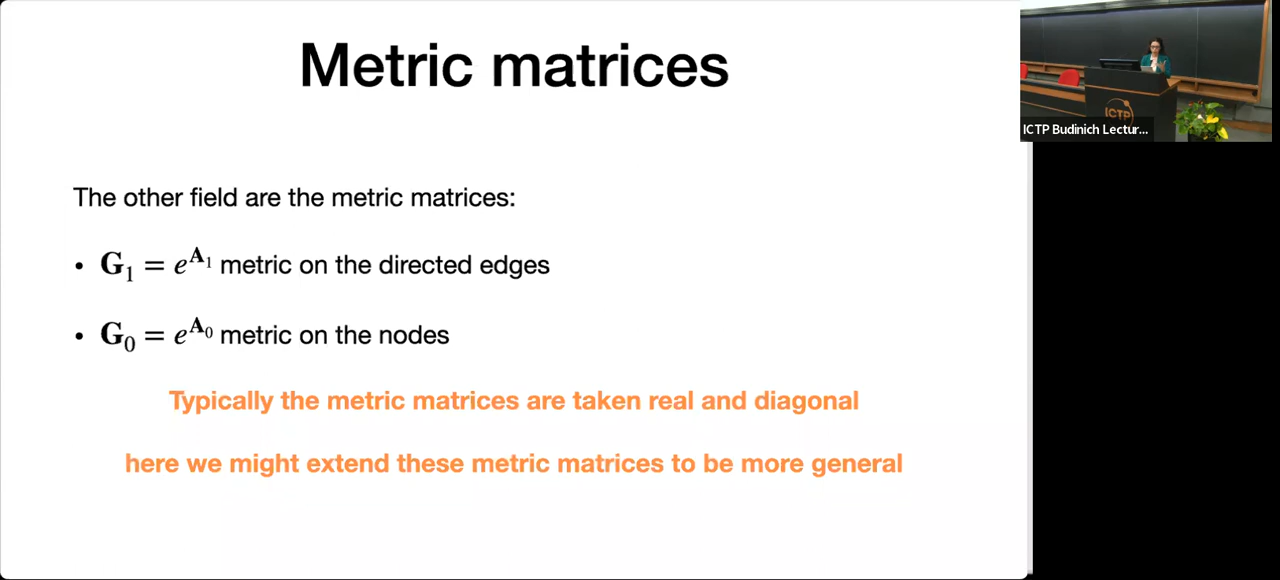 Metric matrices
The other field are the metric matrices:
• G₁ = e^A₁ metric on the directed edges
• G₀ = e^A₀ metric on the nodes
Typically the metric matrices are taken real and diagonal
here we might extend these metric matrices to be more general
ICTP
ICTP Budinich Lectur...